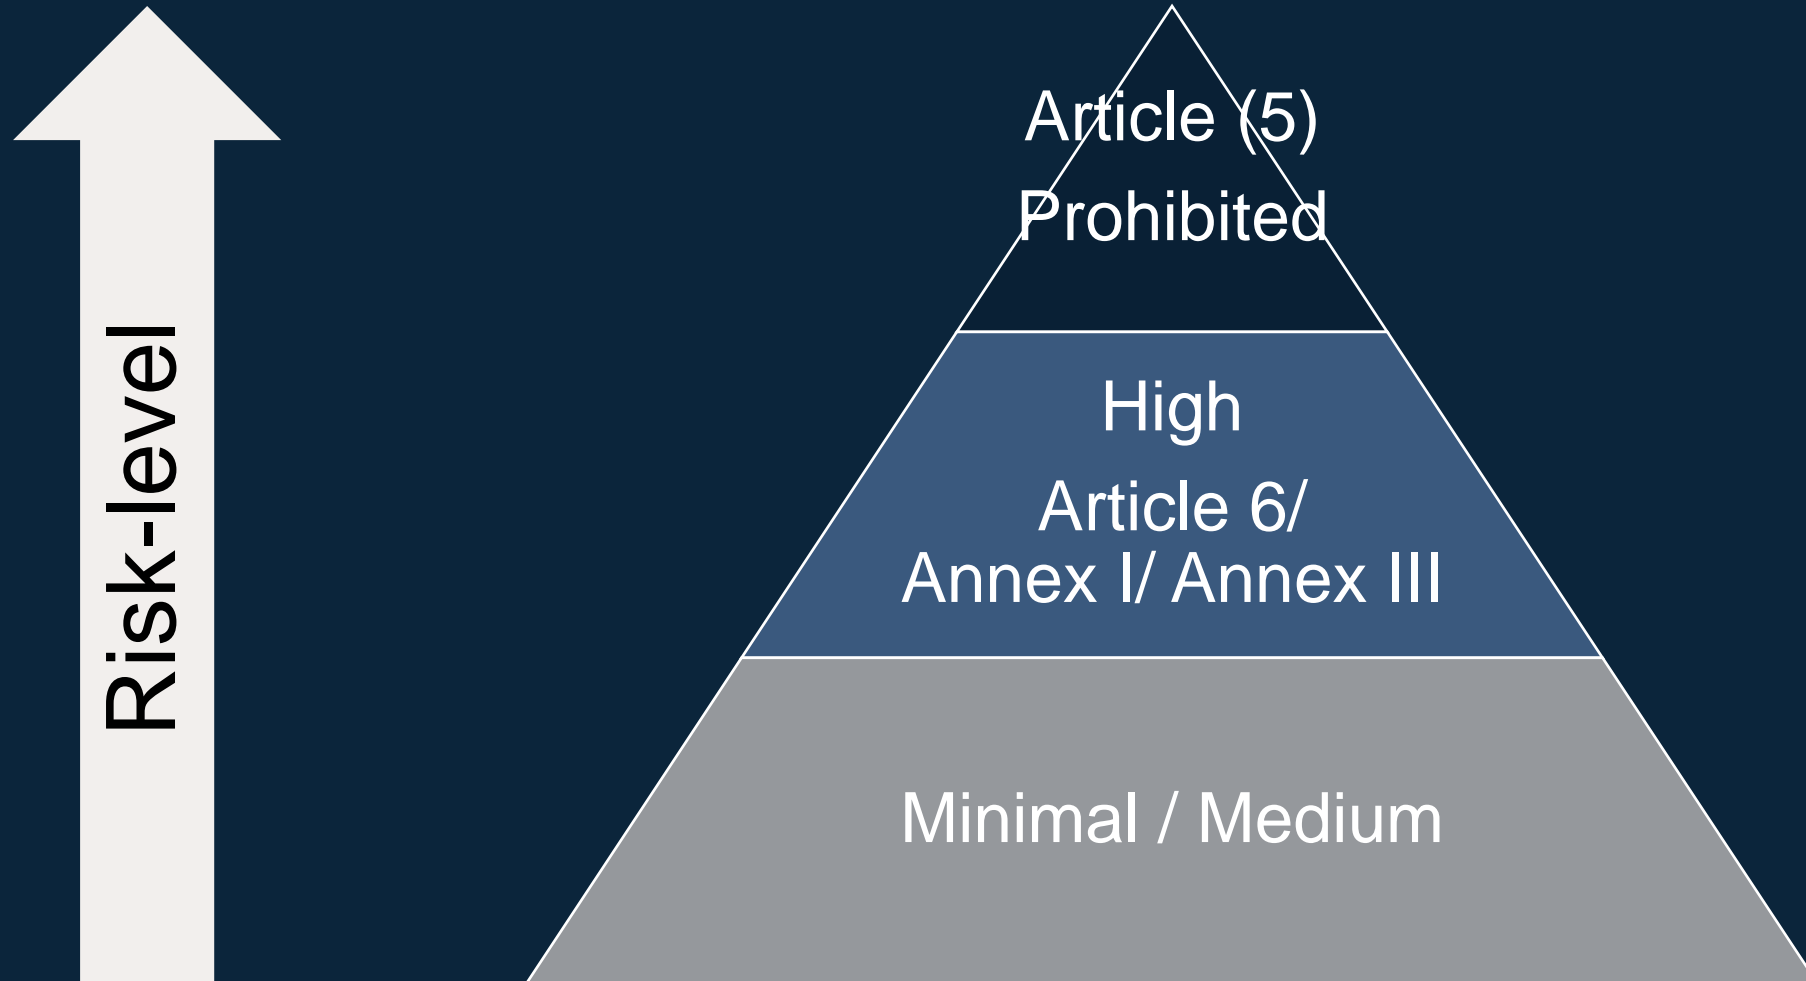 Risk-level
Article (5)
Prohibited
High
Article 6/
Annex I/ Annex III
Minimal / Medium